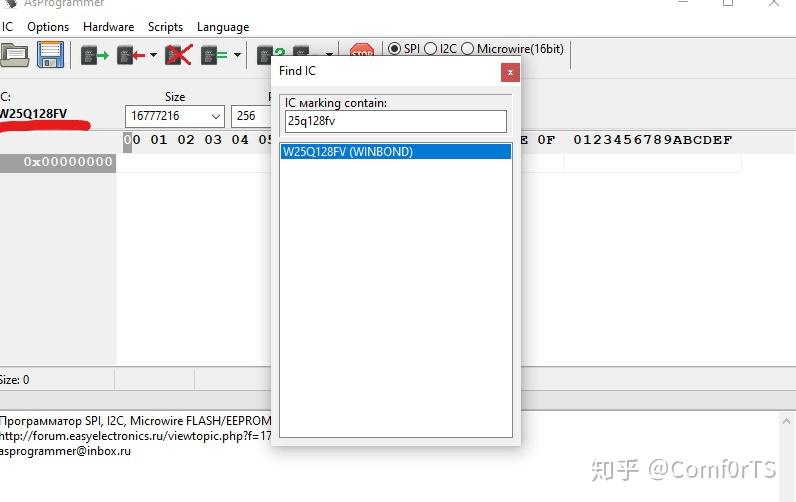 AsProgrammer
IC Options Hardware Scripts Language
STOP SPI I2C Microwire(16bit)
Find IC
x
IC marking contain:
25q128fv
W25Q128FV (WINBOND)
C: Size
W25Q128FV 16777216 256
00 01 02 03 04 E 0F 0123456789ABCDEF
0x00000000
Size: 0
Программатор SPI, I2C, Microwire FLASH/EEPROM
http://forum.easyelectronics.ru/viewtopic.php?f=17
asprogrammer@inbox.ru
知乎 @Comf0rTS